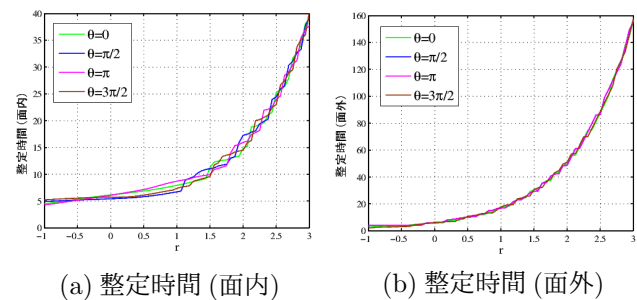 40
35
30
25
20
15
10
5
0
整定時間 (面内)
θ=0
θ=π/2
θ=π
θ=3π/2
-1 -0.5 0 0.5 1 1.5 2 2.5 3
r
(a) 整定時間 (面内)
160
140
120
100
80
60
40
20
0
整定時間 (面外)
θ=0
θ=π/2
θ=π
θ=3π/2
-1 -0.5 0 0.5 1 1.5 2 2.5 3
r
(b) 整定時間 (面外)